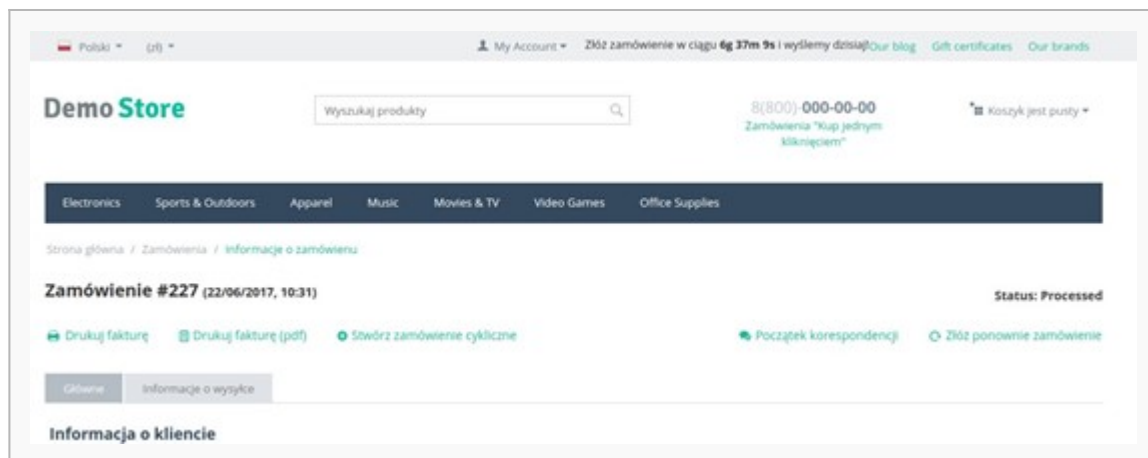 Polski (zł) My Account Złóż zamówienie w ciągu 6g 37m 9s i wyślemy dzisiaj! Our blog Gift certificates Our brands
Demo Store Wyszukaj produkty 8(800)-000-00-00 Koszyk jest pusty
Zamówienia "Kup jednym
kliknięciem"
Electronics Sports & Outdoors Apparel Music Movies & TV Video Games Office Supplies
Strona główna / Zamówienia / Informacje o zamówienu
Zamówienie #227 (22/06/2017, 10:31) Status: Processed
Drukuj fakturę Drukuj fakturę (pdf) Stwórz zamówienie cykliczne Początek korespondencji Złóż ponownie zamówienie
Główne Informacje o wysyłce
Informacja o kliencie